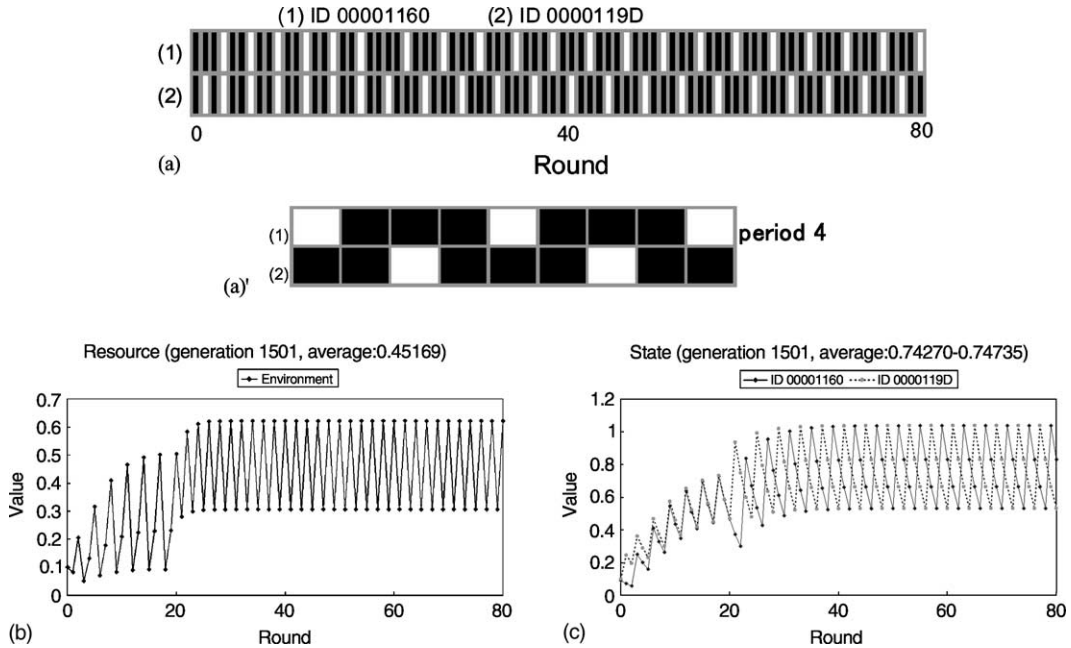 (1) ID 00001160 (2) ID 0000119D
(1)
(2)
0 40 80
(a) Round
(1) period 4
(2)
(a)'
Resource (generation 1501, average:0.45169)
Environment
0.7
0.6
0.5
0.4
0.3
0.2
0.1
0
Value
0 20 40 60 80
(b) Round
State (generation 1501, average:0.74270-0.74735)
ID 00001160 ID 0000119D
1.2
1
0.8
0.6
0.4
0.2
0
Value
0 20 40 60 80
(c) Round